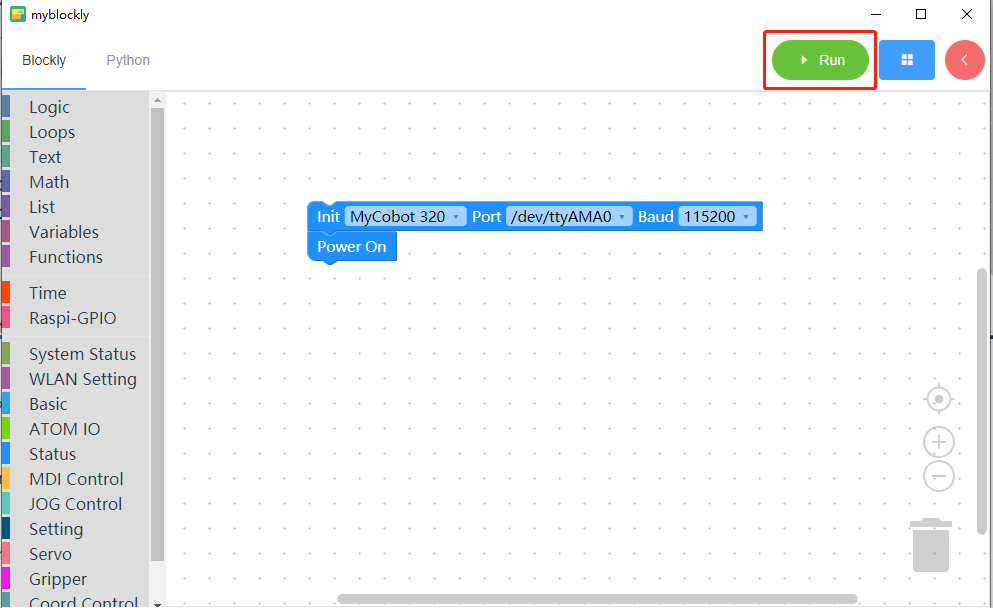 myblockly
Blockly Python Run
Logic
Loops
Text
Math
List
Variables
Functions
Time
Raspi-GPIO
System Status
WLAN Setting
Basic
ATOM IO
Status
MDI Control
JOG Control
Setting
Servo
Gripper
Coord Control
Init MyCobot 320 Port /dev/ttyAMA0 Baud 115200
Power On